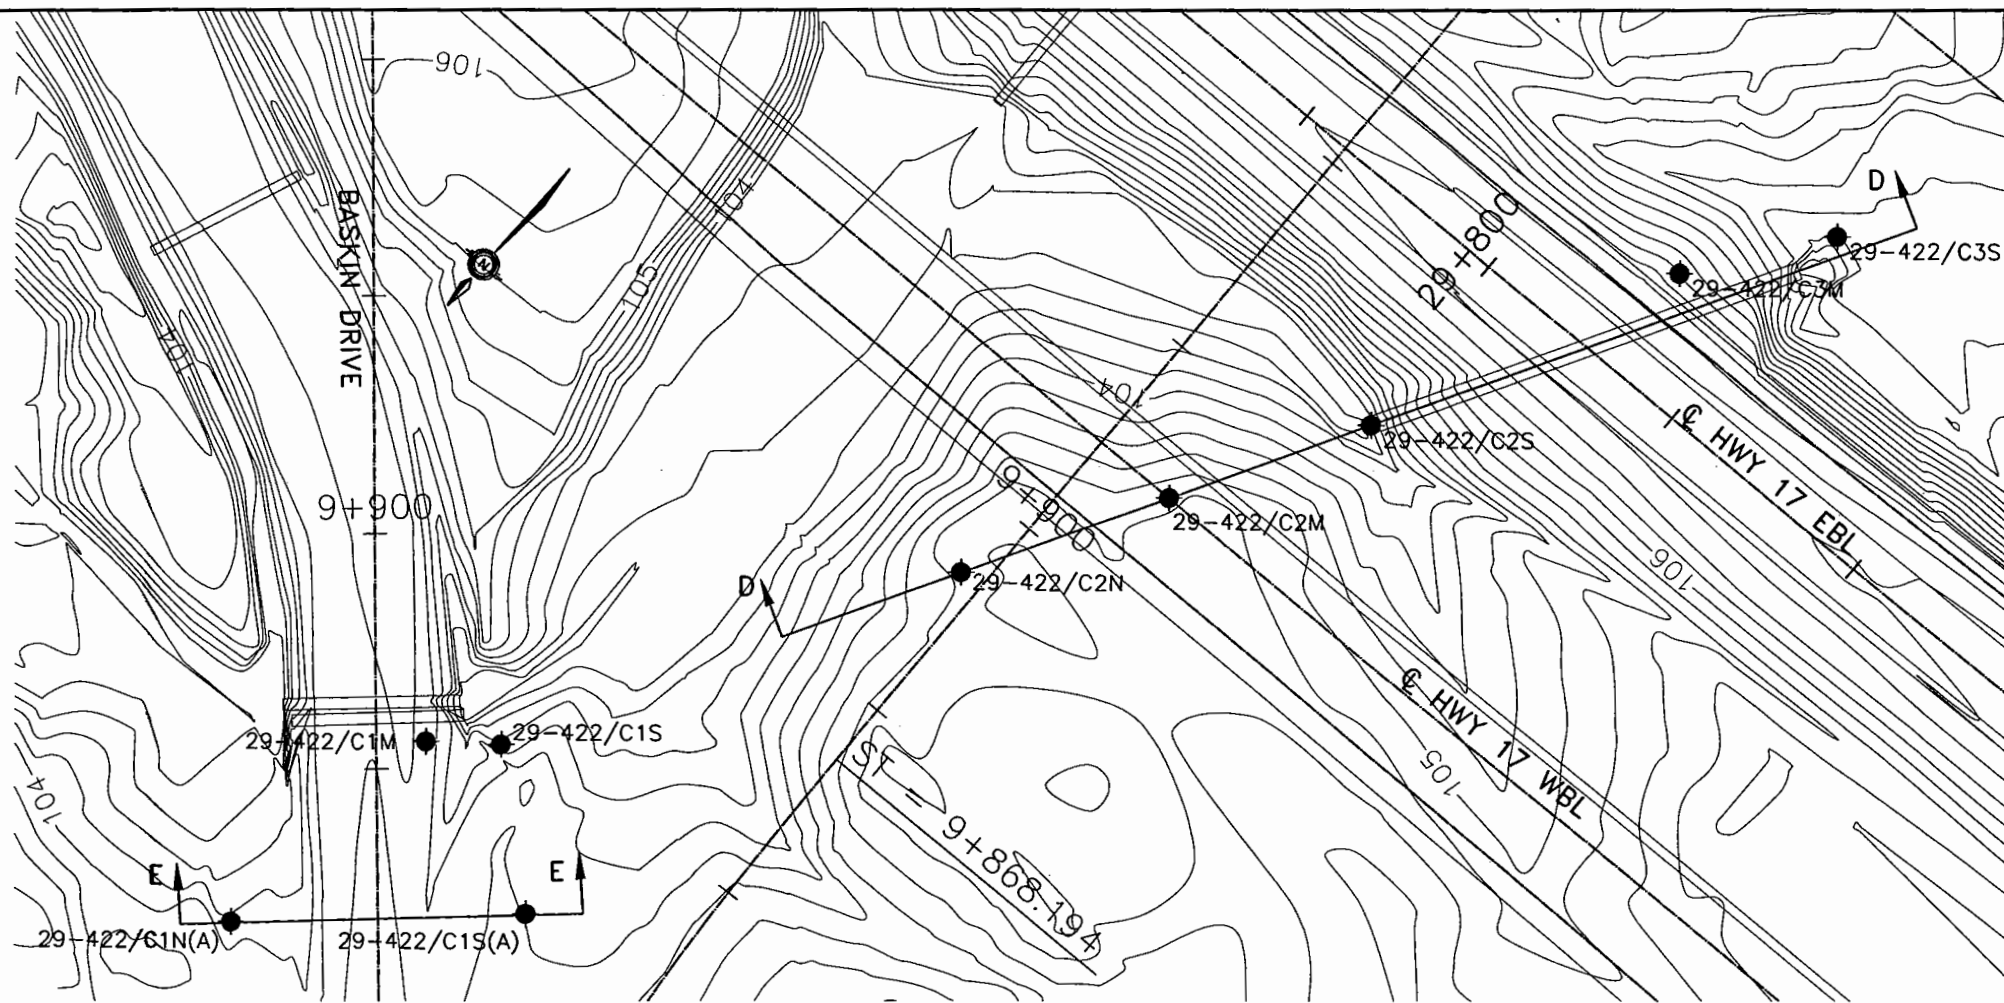 106
BASKIN DRIVE
N
104
105
104
104
9+900
9+900
29+800
D
29-422/C3S
29-422/C3M
29-422/C2S
29-422/C2M
29-422/C2N
D
℄ HWY 17 EBL
106
℄ HWY 17 WBL
105
29-422/C1M
29-422/C1S
ST = 9+868.194
104
E
E
29-422/C1N(A)
29-422/C1S(A)